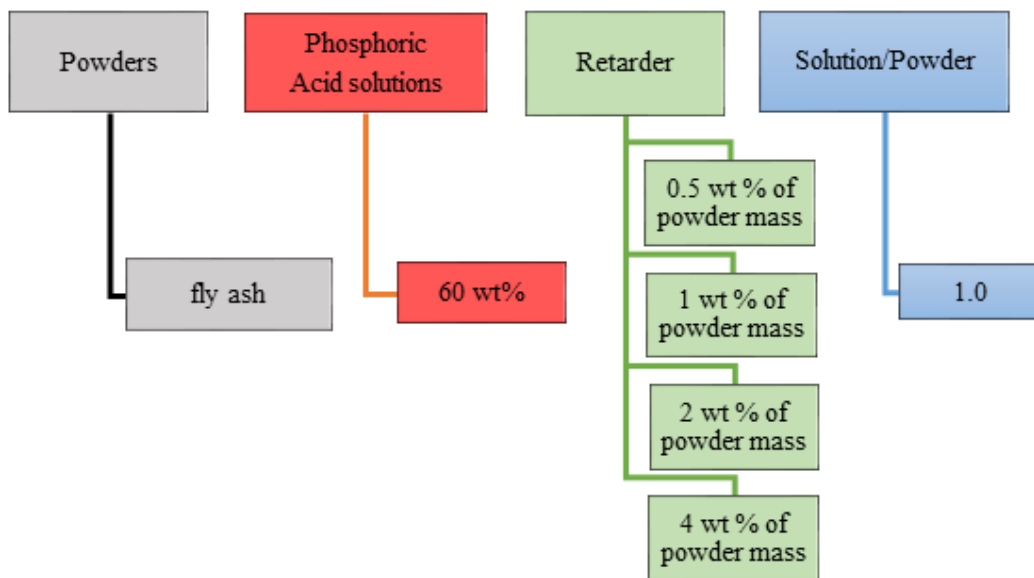 Powders
Phosphoric
Acid solutions
Retarder
Solution/Powder
fly ash
60 wt%
0.5 wt % of
powder mass
1 wt % of
powder mass
2 wt % of
powder mass
4 wt % of
powder mass
1.0